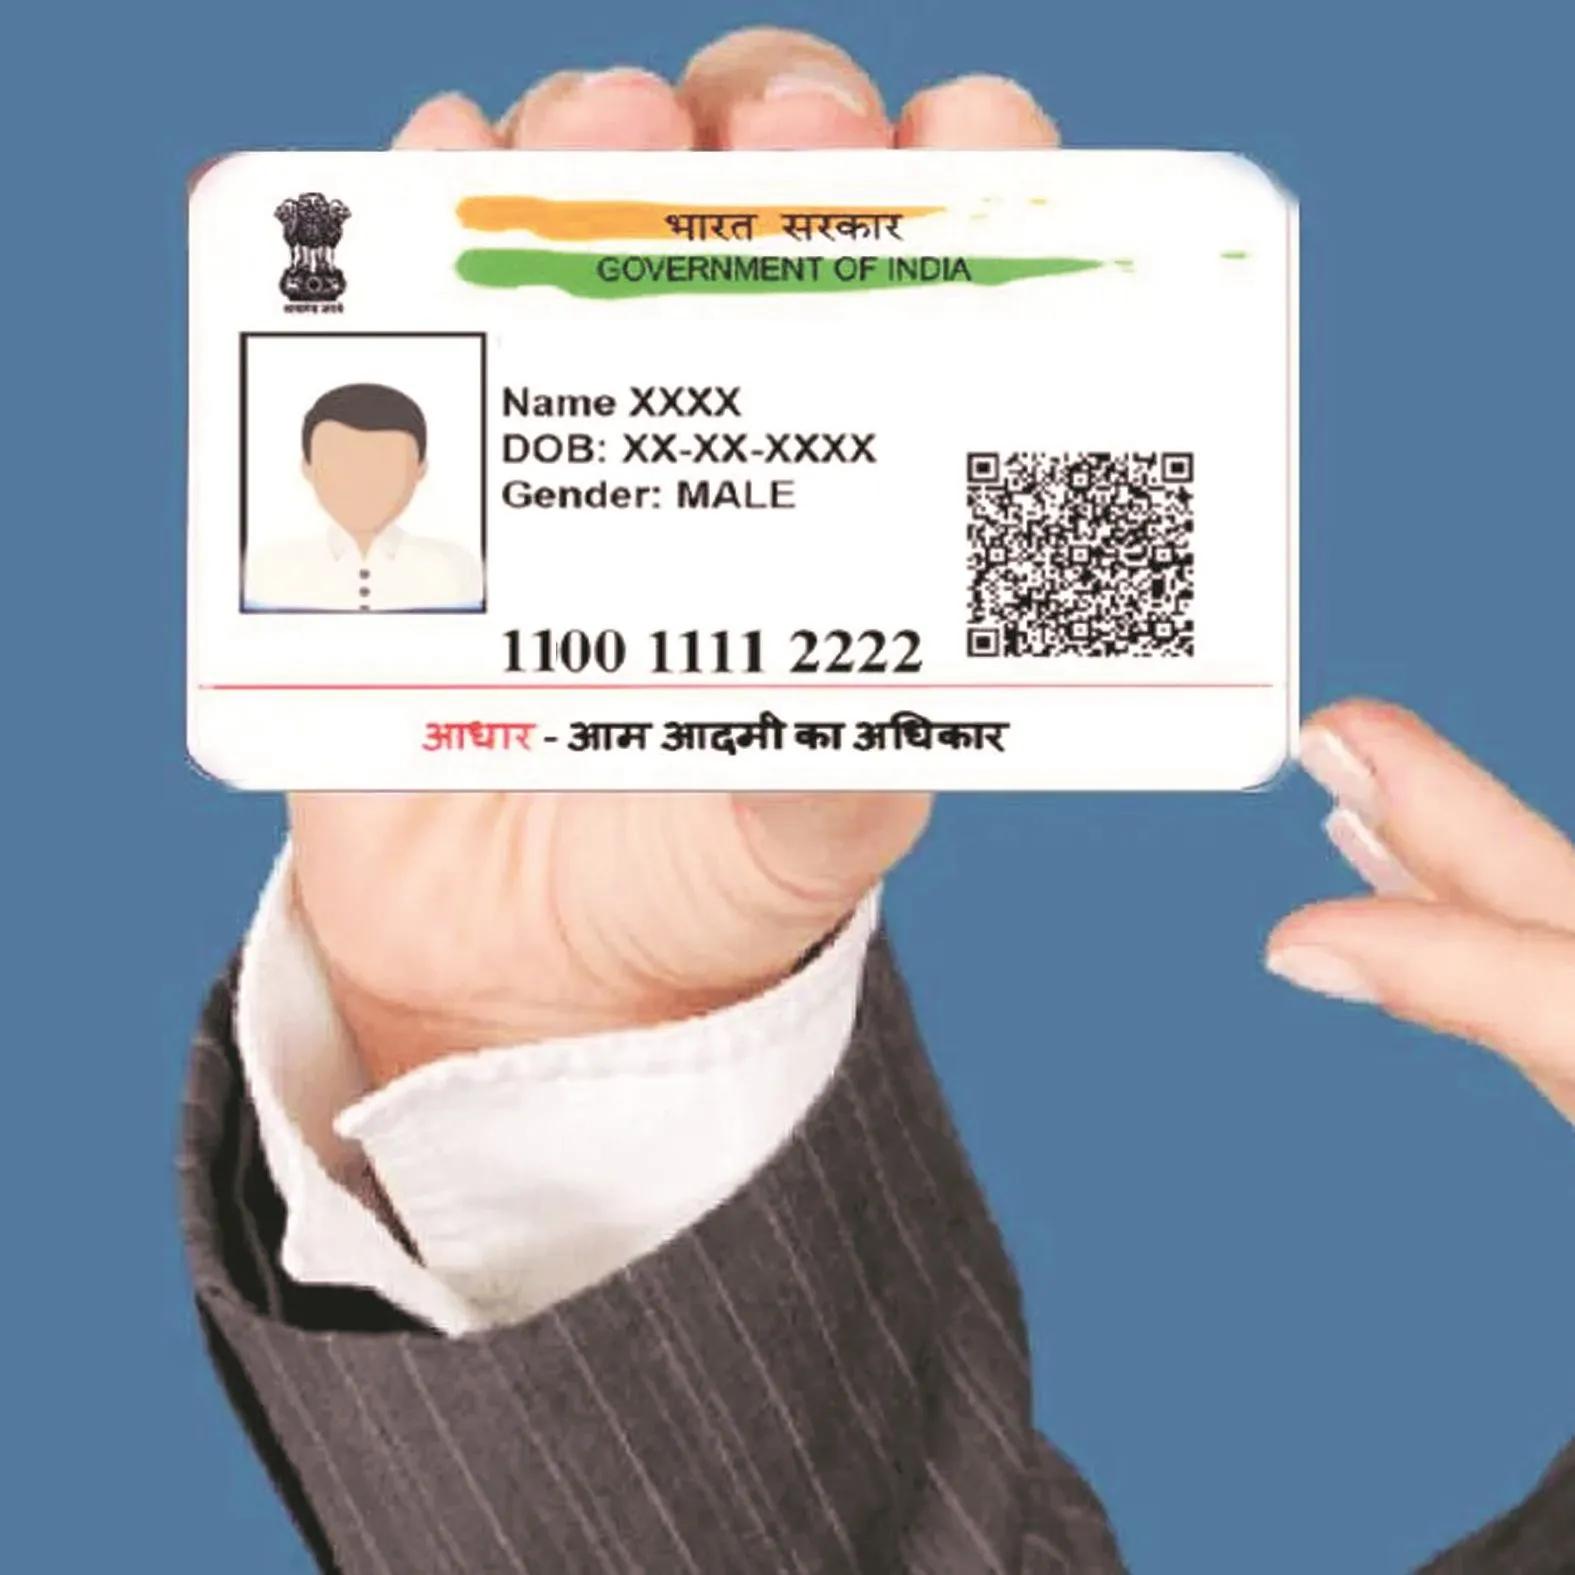 भारत सरकार
GOVERNMENT OF INDIA
Name XXXX
DOB: XX-XX-XXXX
Gender: MALE
1100 1111 2222
आधार - आम आदमी का अधिकार